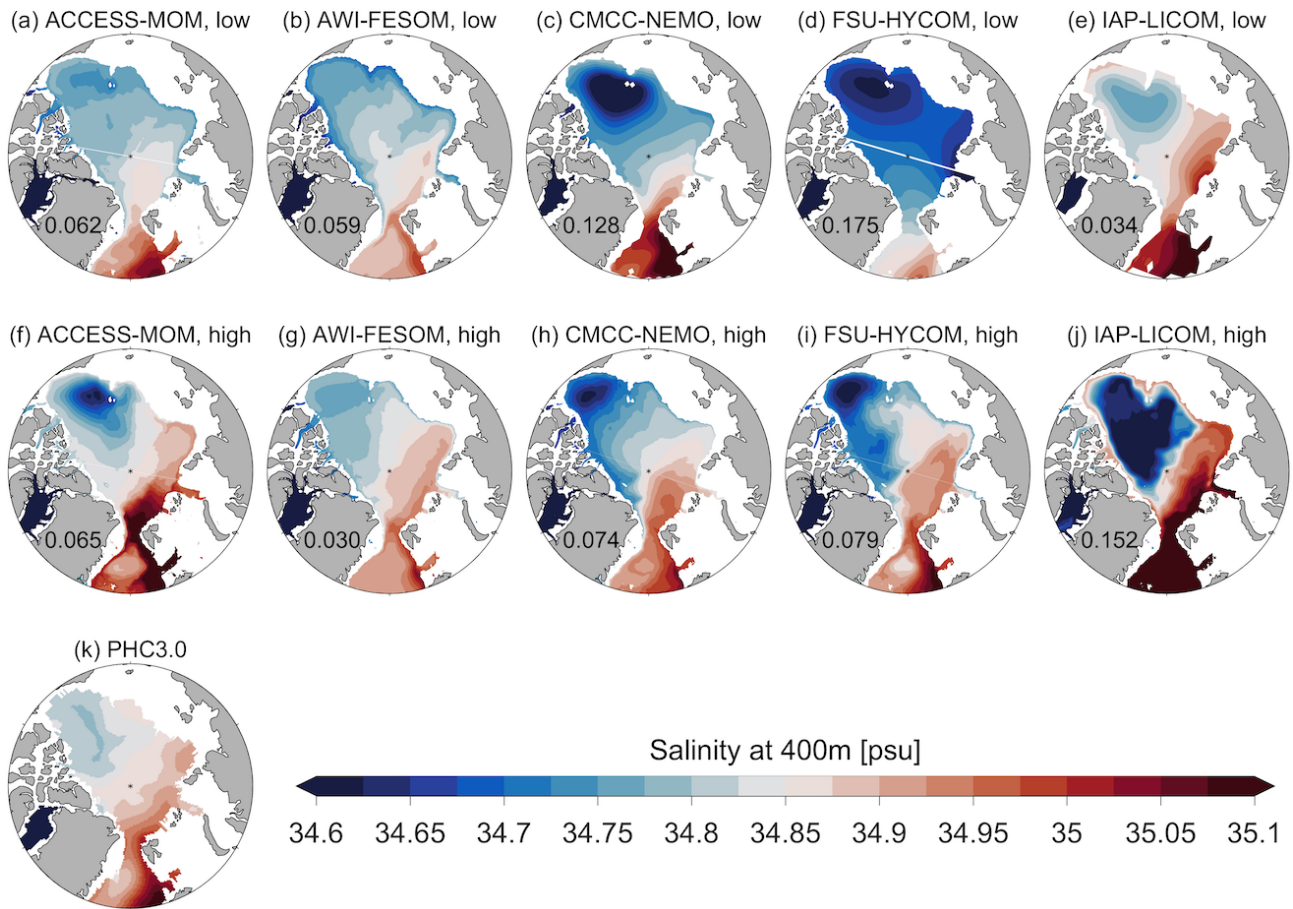 (a) ACCESS-MOM, low
(b) AWI-FESOM, low
(c) CMCC-NEMO, low
(d) FSU-HYCOM, low
(e) IAP-LICOM, low
0.062
0.059
0.128
0.175
0.034
(f) ACCESS-MOM, high
(g) AWI-FESOM, high
(h) CMCC-NEMO, high
(i) FSU-HYCOM, high
(j) IAP-LICOM, high
0.065
0.030
0.074
0.079
0.152
(k) PHC3.0
Salinity at 400m [psu]
34.6 34.65 34.7 34.75 34.8 34.85 34.9 34.95 35 35.05 35.1